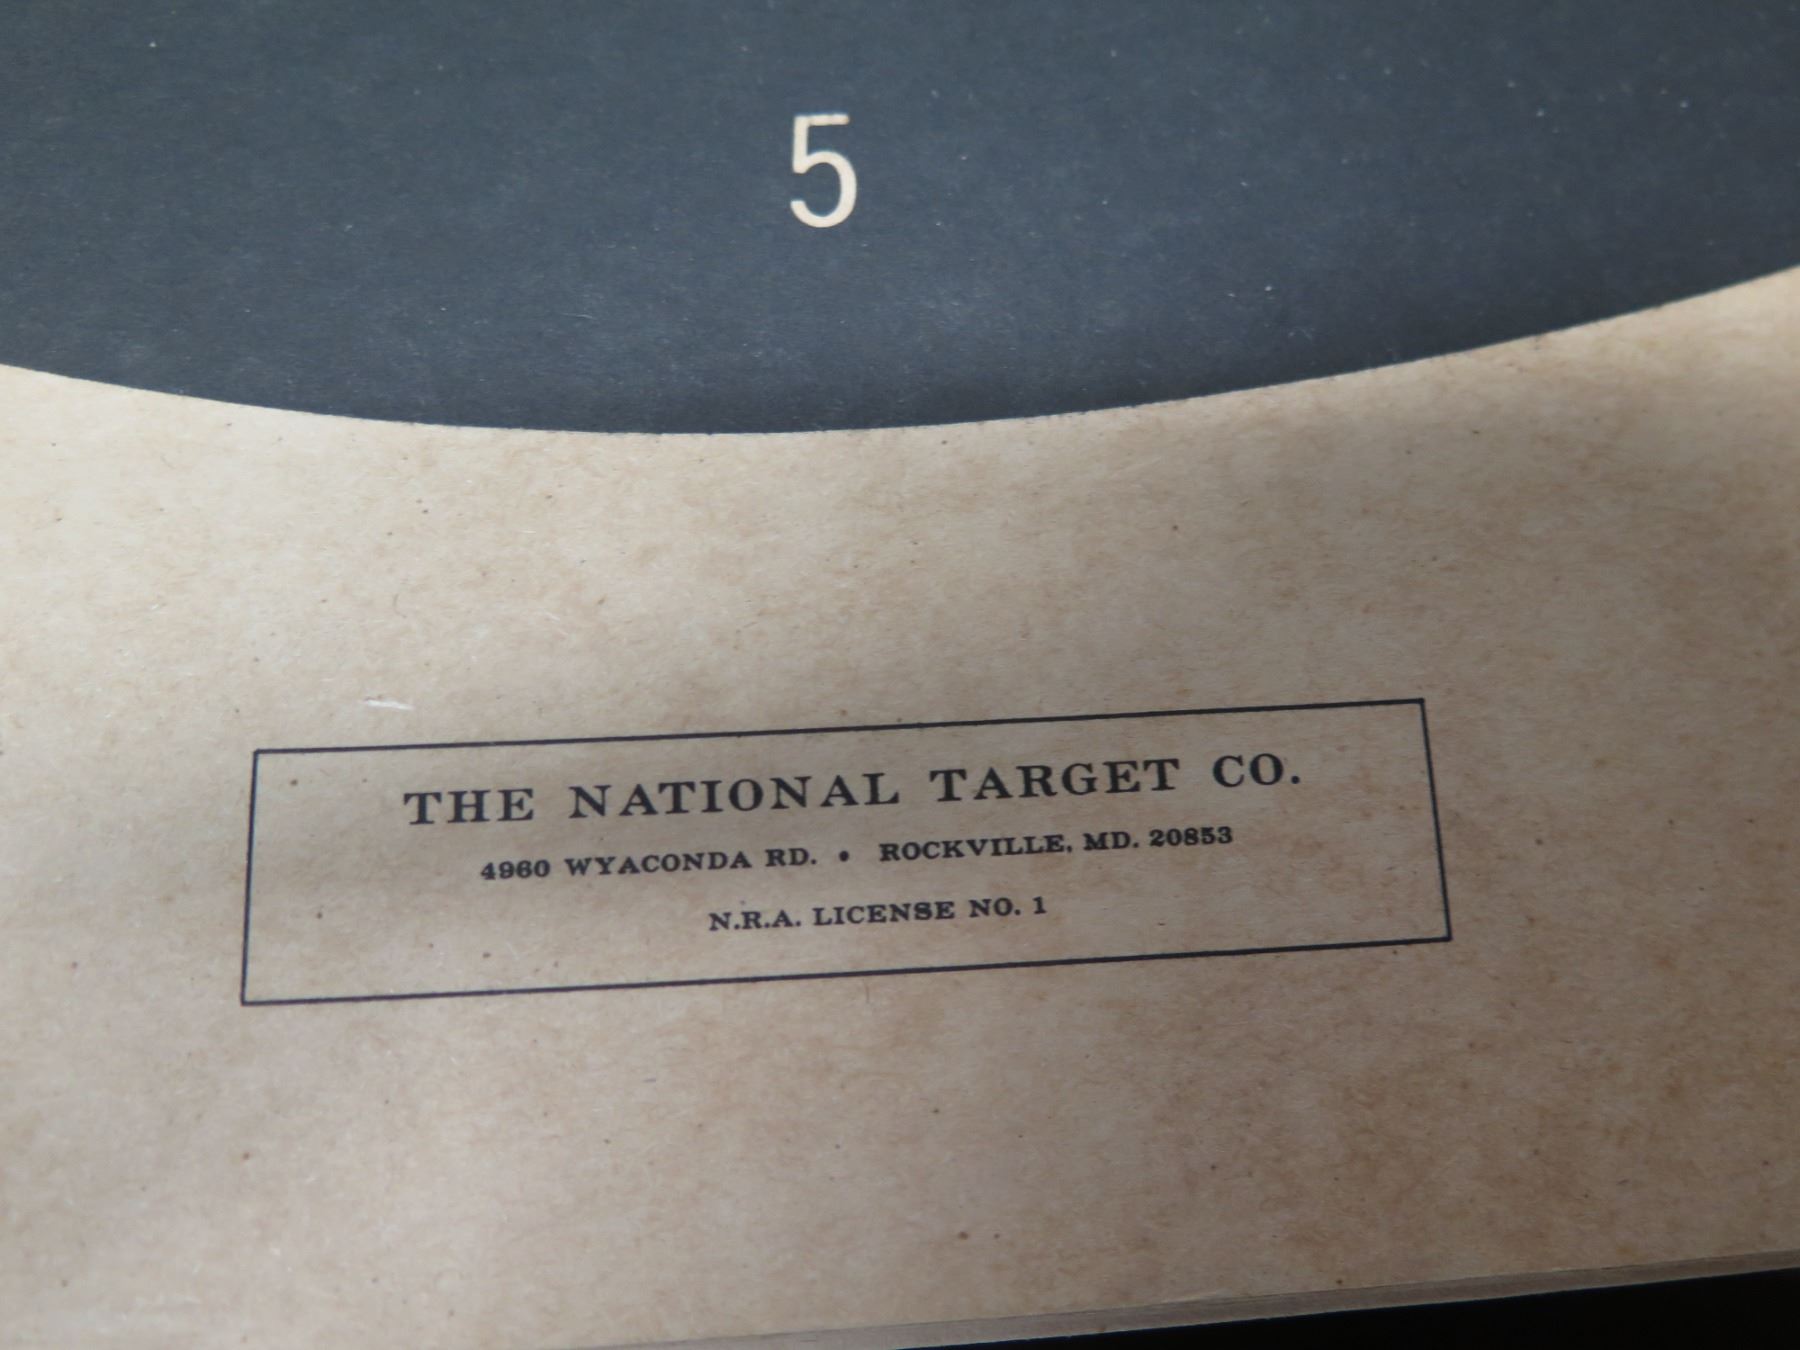 5
THE NATIONAL TARGET CO.
4960 WYACONDA RD. • ROCKVILLE, MD. 20853
N.R.A. LICENSE NO. 1